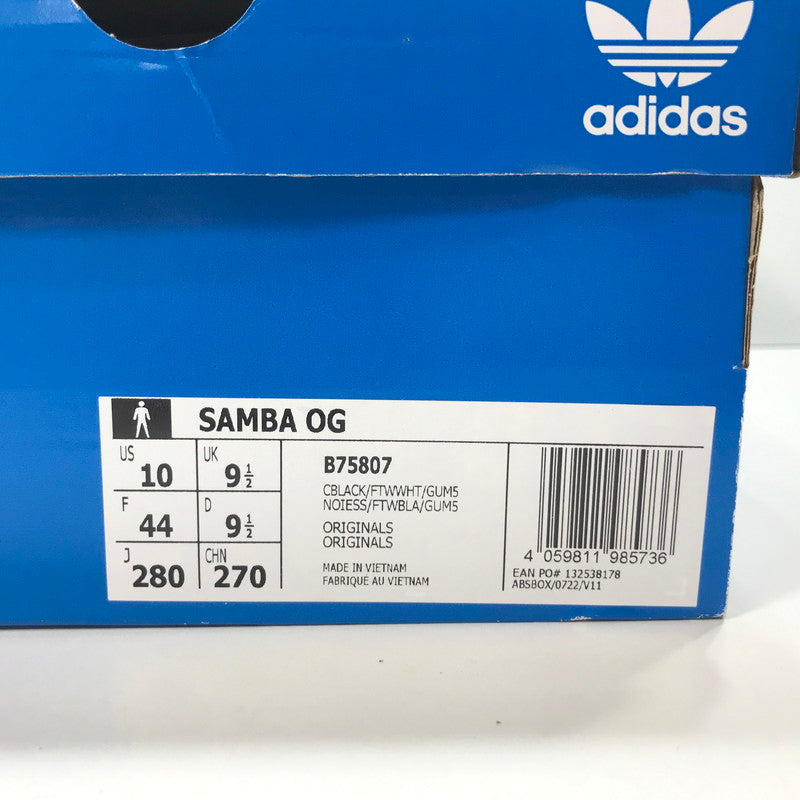 adidas
SAMBA OG
US 10 UK 9 1/2
F 44 D 9 1/2
J 280 CHN 270
B75807
CBLACK/FTWWHT/GUM5
NOIESS/FTWBLA/GUM5
ORIGINALS
ORIGINALS
MADE IN VIETNAM
FABRIQUÉ AU VIETNAM
4 059811 985736
EAN PO# 132538178
ABSBOX/0722/V11